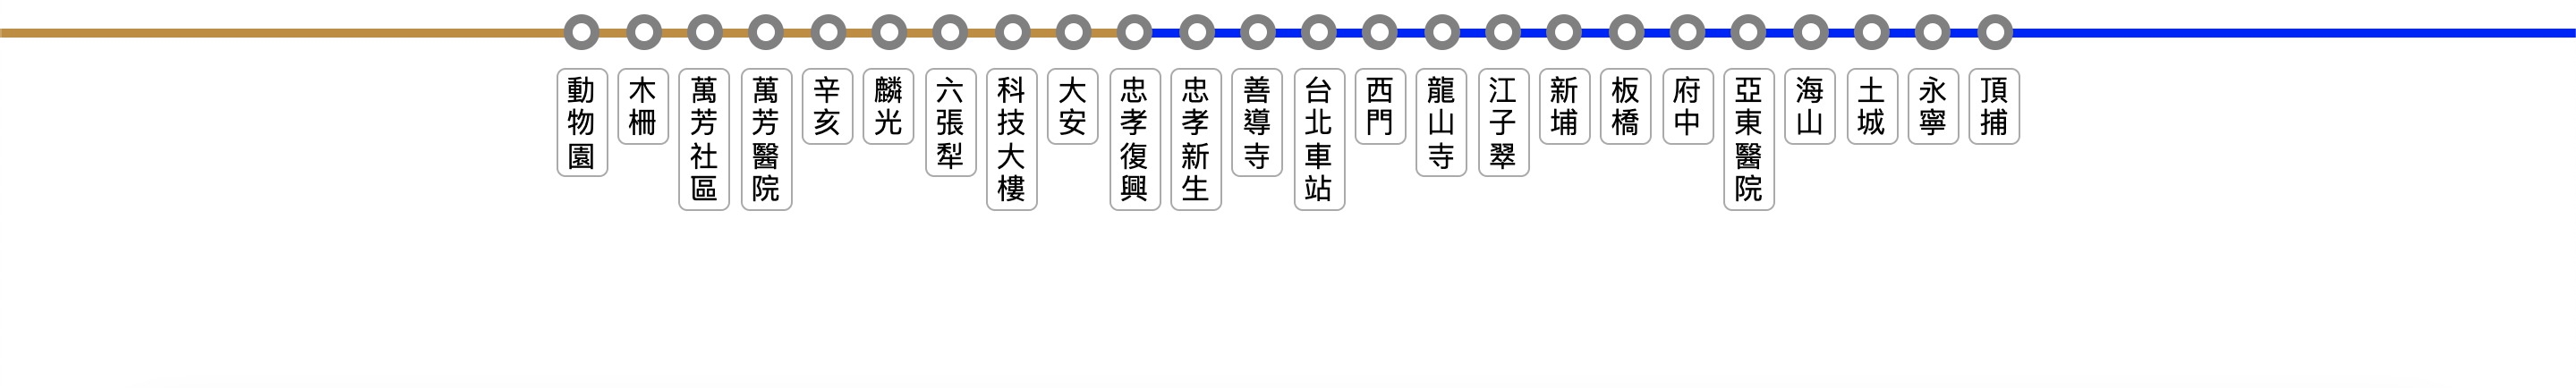 動物園
木柵
萬芳社區
萬芳醫院
辛亥
麟光
六張犁
科技大樓
大安
忠孝復興
忠孝新生
善導寺
台北車站
西門
龍山寺
江子翠
新埔
板橋
府中
亞東醫院
海山
土城
永寧
頂捕